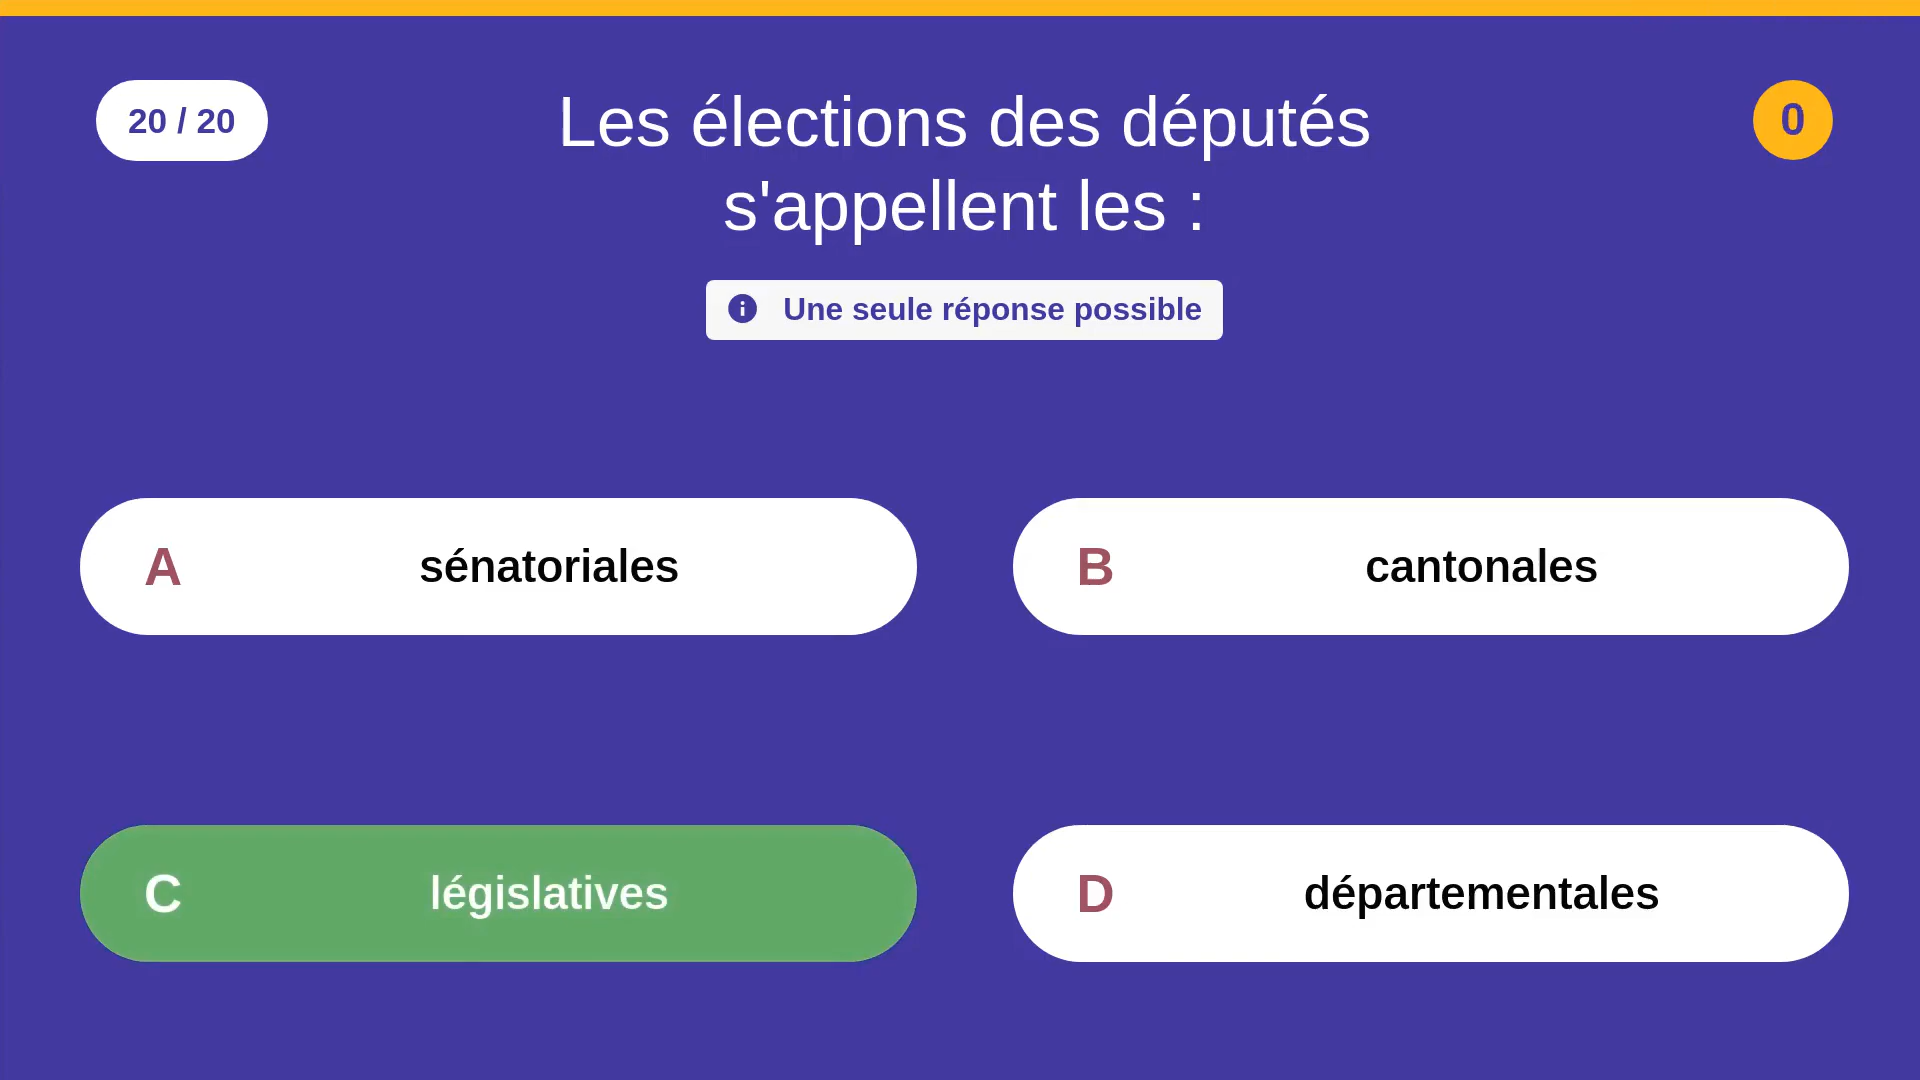 20 / 20
Les élections des députés
s'appellent les :
0
Une seule réponse possible
A sénatoriales
B cantonales
C législatives
D départementales